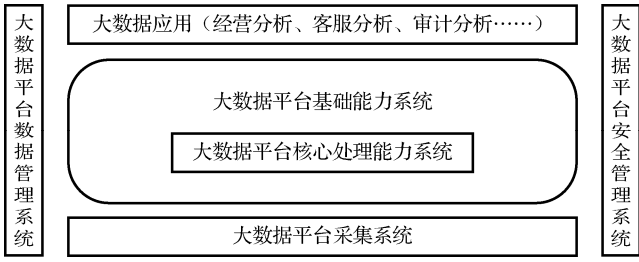 大数据平台数据管理系统
大数据应用（经营分析、客服分析、审计分析……）
大数据平台基础能力系统
大数据平台核心处理能力系统
大数据平台采集系统
大数据平台安全管理系统